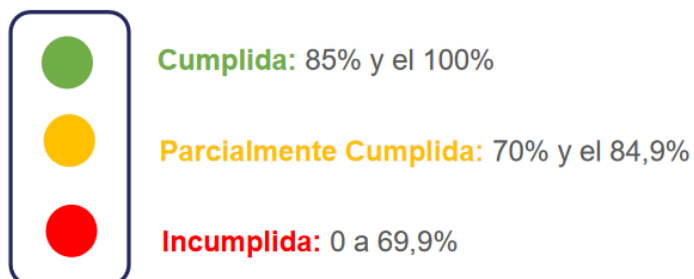 Cumplida: 85% y el 100%
Parcialmente Cumplida: 70% y el 84,9%
Incumplida: 0 a 69,9%